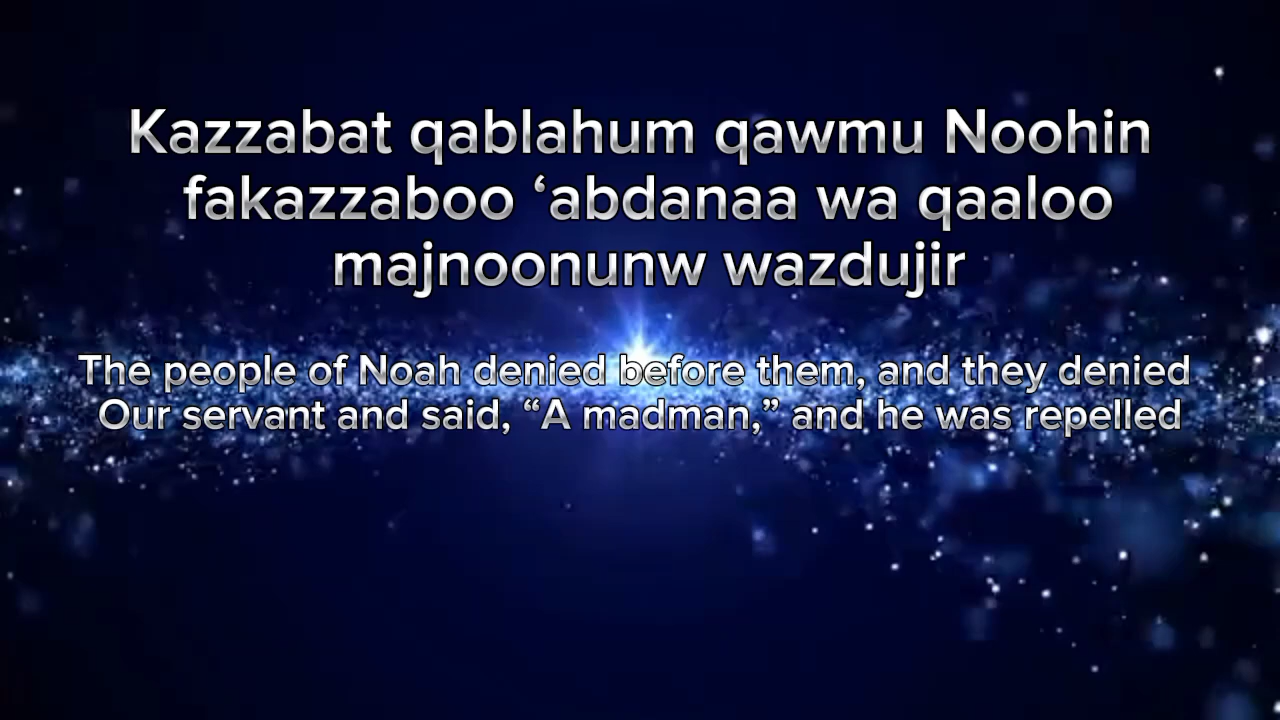 Kazzabat qablahum qawmu Noohin
fakazzaboo ‘abdanaa wa qaaloo
majnoonunw wazdujir
The people of Noah denied before them, and they denied
Our servant and said, “A madman,” and he was repelled